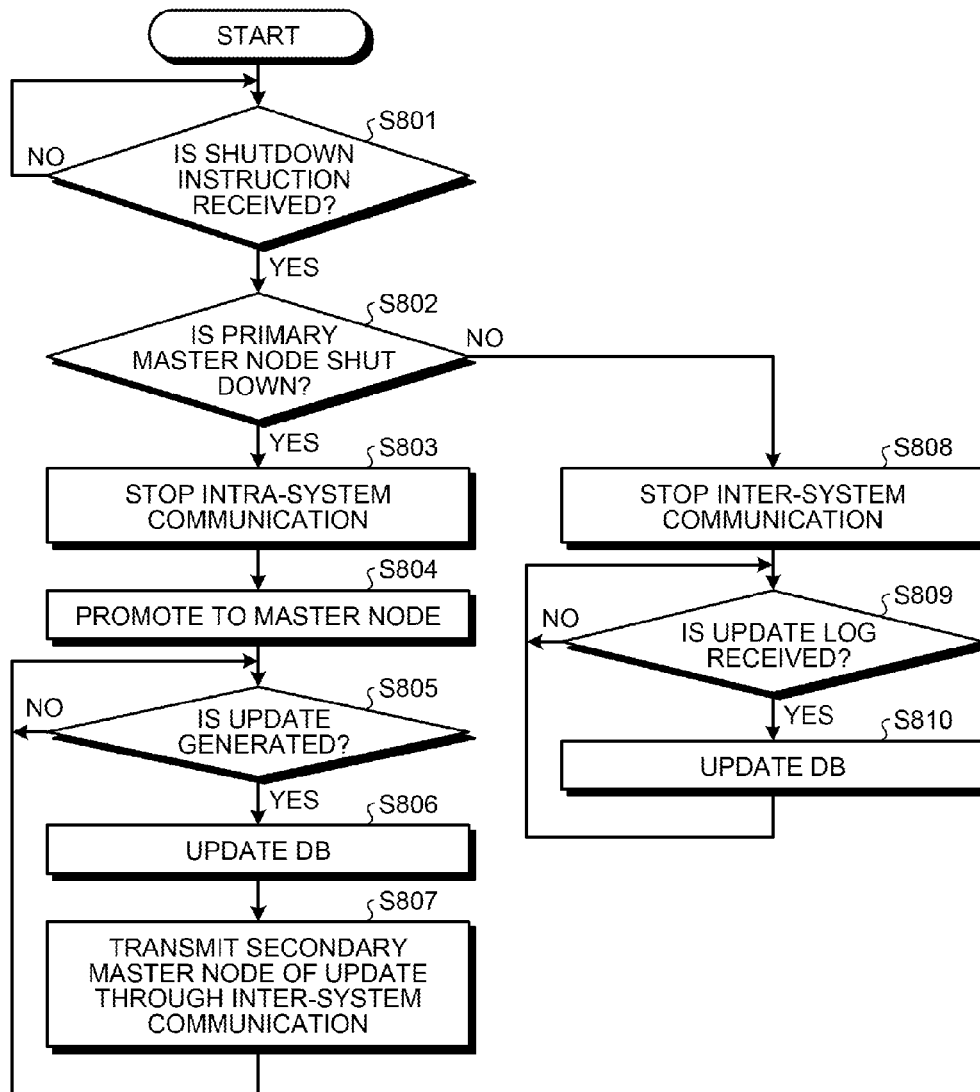 START
S801
IS SHUTDOWN
INSTRUCTION
RECEIVED?
NO
YES
S802
IS PRIMARY
MASTER NODE SHUT
DOWN?
NO
YES
S803
STOP INTRA-SYSTEM
COMMUNICATION
S804
PROMOTE TO MASTER NODE
S805
IS UPDATE
GENERATED?
NO
YES
S806
UPDATE DB
S807
TRANSMIT SECONDARY
MASTER NODE OF UPDATE
THROUGH INTER-SYSTEM
COMMUNICATION
S808
STOP INTER-SYSTEM
COMMUNICATION
S809
IS UPDATE LOG
RECEIVED?
NO
YES
S810
UPDATE DB